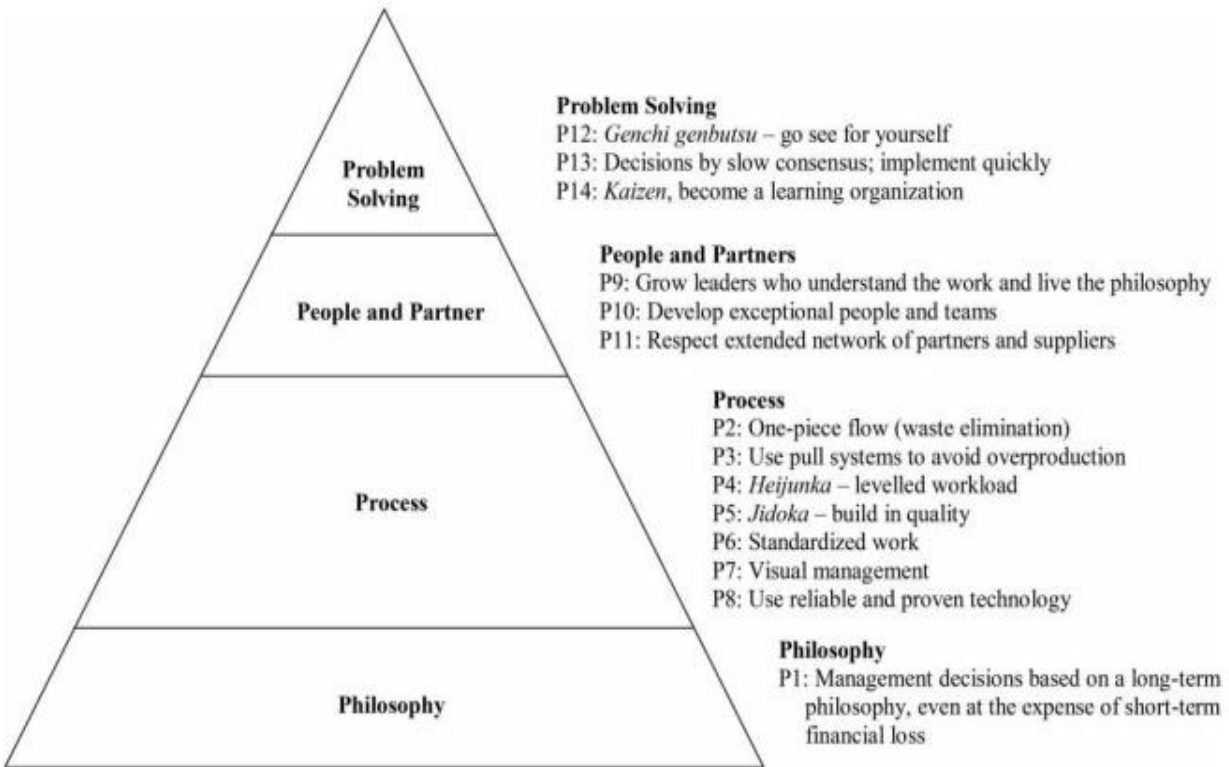 Problem Solving
P12: Genchi genbutsu – go see for yourself
P13: Decisions by slow consensus; implement quickly
P14: Kaizen, become a learning organization
Problem
Solving
People and Partners
P9: Grow leaders who understand the work and live the philosophy
P10: Develop exceptional people and teams
P11: Respect extended network of partners and suppliers
People and Partner
Process
P2: One-piece flow (waste elimination)
P3: Use pull systems to avoid overproduction
P4: Heijunka – levelled workload
P5: Jidoka – build in quality
P6: Standardized work
P7: Visual management
P8: Use reliable and proven technology
Process
Philosophy
P1: Management decisions based on a long-term
philosophy, even at the expense of short-term
financial loss
Philosophy